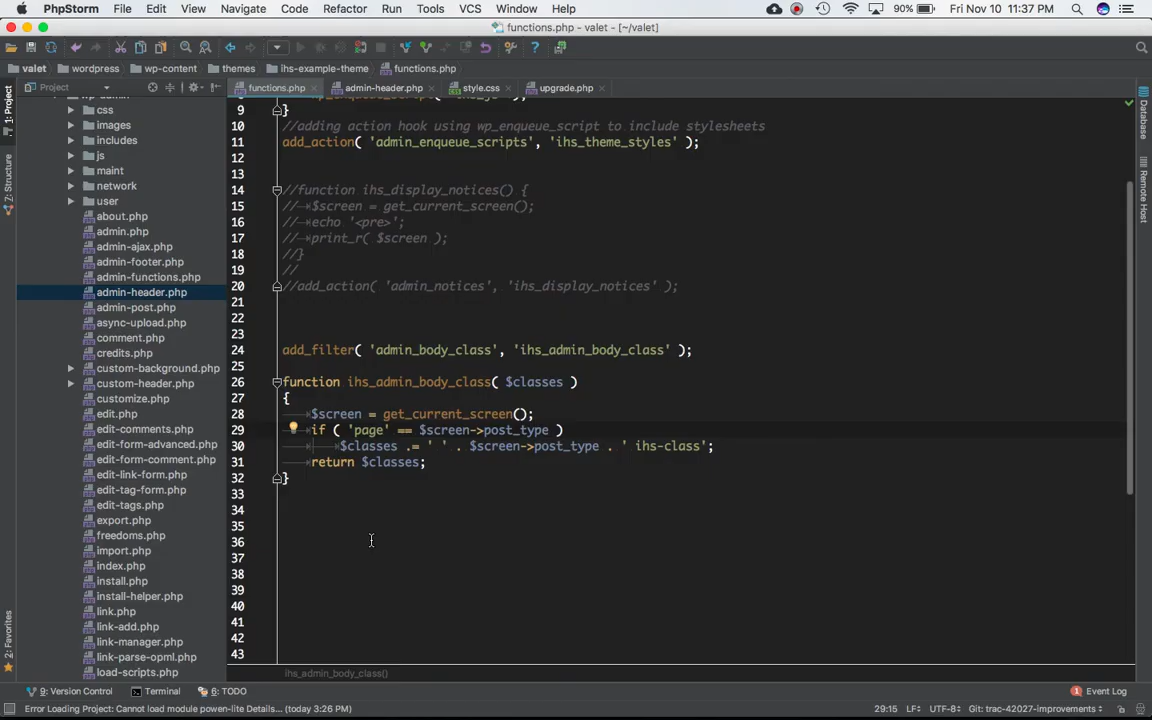 PhpStorm File Edit View Navigate Code Refactor Run Tools VCS Window Help 90% Fri Nov 10 11:37 PM
functions.php - valet - [~/valet]
valet wordpress wp-content themes ihs-example-theme functions.php
Project functions.php admin-header.php style.css upgrade.php
1: Project
7: Structure
2: Favorites
css
images
includes
js
maint
network
user
about.php
admin.php
admin-ajax.php
admin-footer.php
admin-functions.php
admin-header.php
admin-post.php
async-upload.php
comment.php
credits.php
custom-background.php
custom-header.php
customize.php
edit.php
edit-comments.php
edit-form-advanced.php
edit-form-comment.php
edit-link-form.php
edit-tag-form.php
edit-tags.php
export.php
freedoms.php
import.php
index.php
install.php
install-helper.php
link.php
link-add.php
link-manager.php
link-parse-opml.php
load-scripts.php
9 }
10 //adding action hook using wp_enqueue_script to include stylesheets
11 add_action( 'admin_enqueue_scripts', 'ihs_theme_styles' );
12
13
14 //function ihs_display_notices() {
15 // $screen = get_current_screen();
16 // echo '<pre>';
17 // print_r( $screen );
18 //}
19 //
20 //add_action( 'admin_notices', 'ihs_display_notices' );
21
22
23
24 add_filter( 'admin_body_class', 'ihs_admin_body_class' );
25
26 function ihs_admin_body_class( $classes )
27 {
28 $screen = get_current_screen();
29 if ( 'page' == $screen->post_type )
30 $classes .= ' ' . $screen->post_type . ' ihs-class';
31 return $classes;
32 }
33
34
35
36
37
38
39
40
41
42
43
ihs_admin_body_class()
Database
Remote Host
9: Version Control Terminal 6: TODO 1 Event Log
Error Loading Project: Cannot load module powen-lite Details... (today 3:26 PM) 29:15 LF÷ UTF-8÷ Git: trac-42027-improvements÷